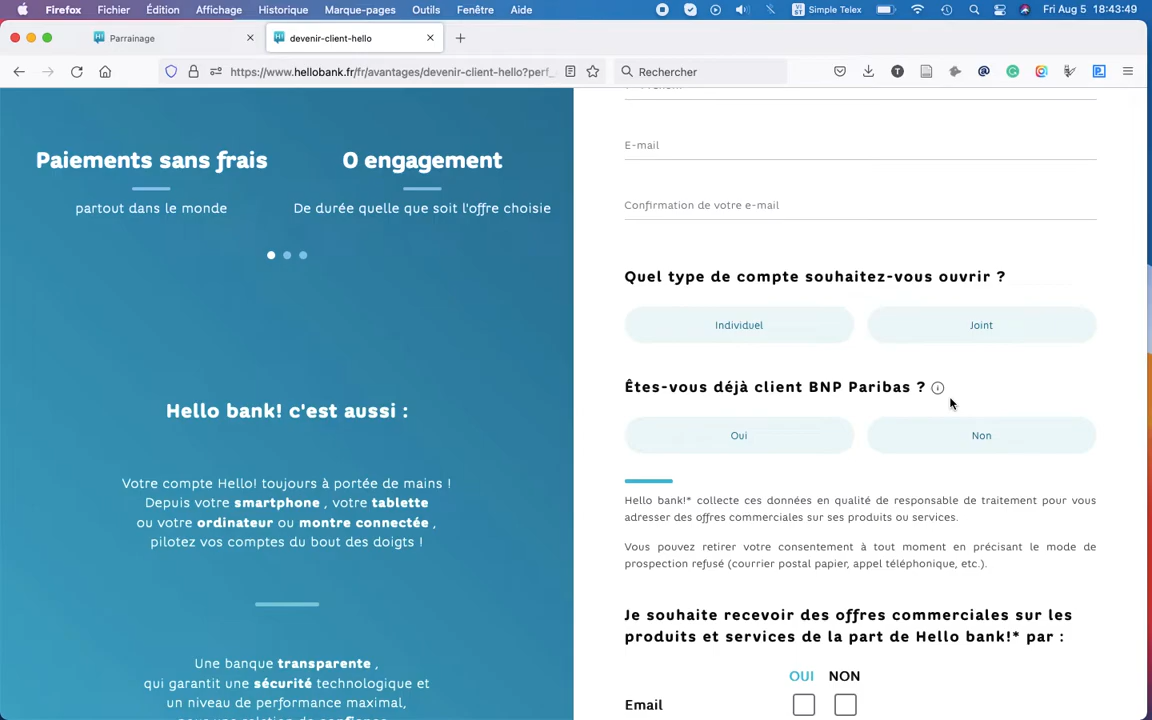 Firefox Fichier Édition Affichage Historique Marque-pages Outils Fenêtre Aide Simple Telex Fri Aug 5 18:43:49
Parrainage
devenir-client-hello
https://www.hellobank.fr/fr/avantages/devenir-client-hello?perf_
Rechercher
Paiements sans frais
partout dans le monde
0 engagement
De durée quelle que soit l'offre choisie
Hello bank! c'est aussi :
Votre compte Hello! toujours à portée de mains !
Depuis votre smartphone , votre tablette
ou votre ordinateur ou montre connectée ,
pilotez vos comptes du bout des doigts !
Une banque transparente ,
qui garantit une sécurité technologique et
un niveau de performance maximal,
E-mail
Confirmation de votre e-mail
Quel type de compte souhaitez-vous ouvrir ?
Individuel
Joint
Êtes-vous déjà client BNP Paribas ?
Oui
Non
Hello bank!* collecte ces données en qualité de responsable de traitement pour vous
adresser des offres commerciales sur ses produits ou services.
Vous pouvez retirer votre consentement à tout moment en précisant le mode de
prospection refusé (courrier postal papier, appel téléphonique, etc.).
Je souhaite recevoir des offres commerciales sur les
produits et services de la part de Hello bank!* par :
OUI NON
Email